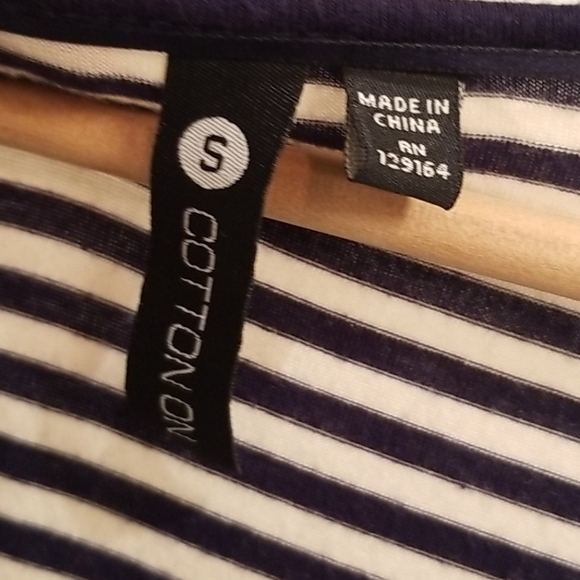 S
COTTON ON
MADE IN
CHINA
RN
129164